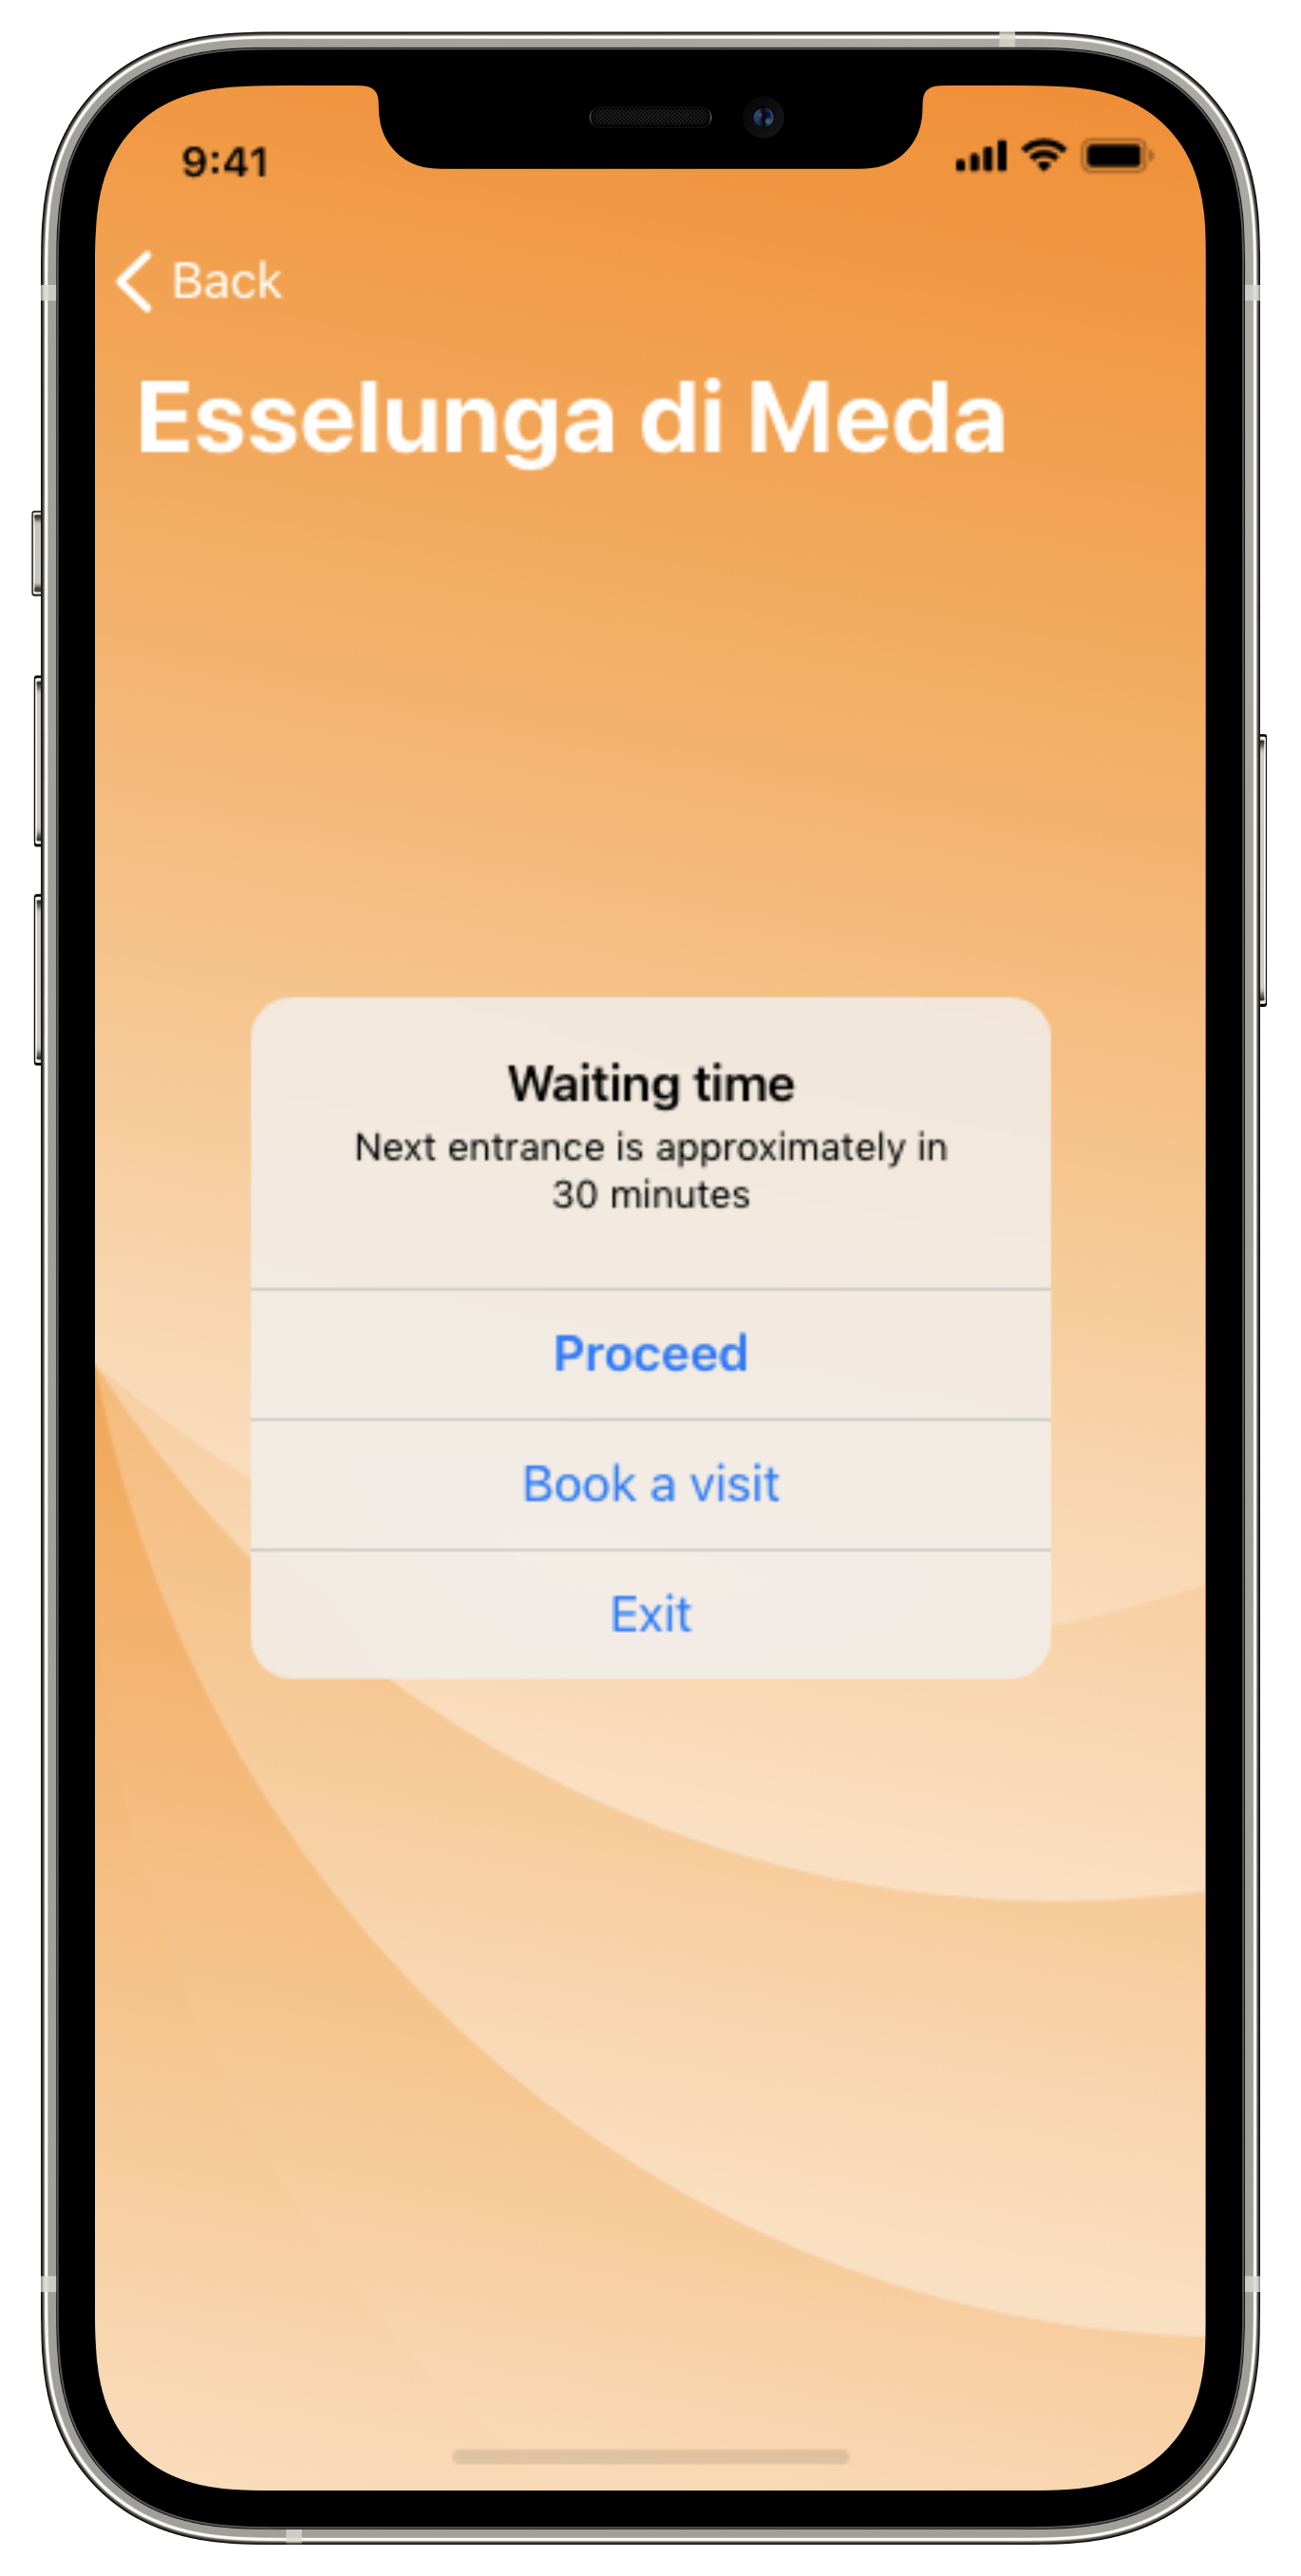 9:41
Back
Esselunga di Meda
Waiting time
Next entrance is approximately in
30 minutes
Proceed
Book a visit
Exit